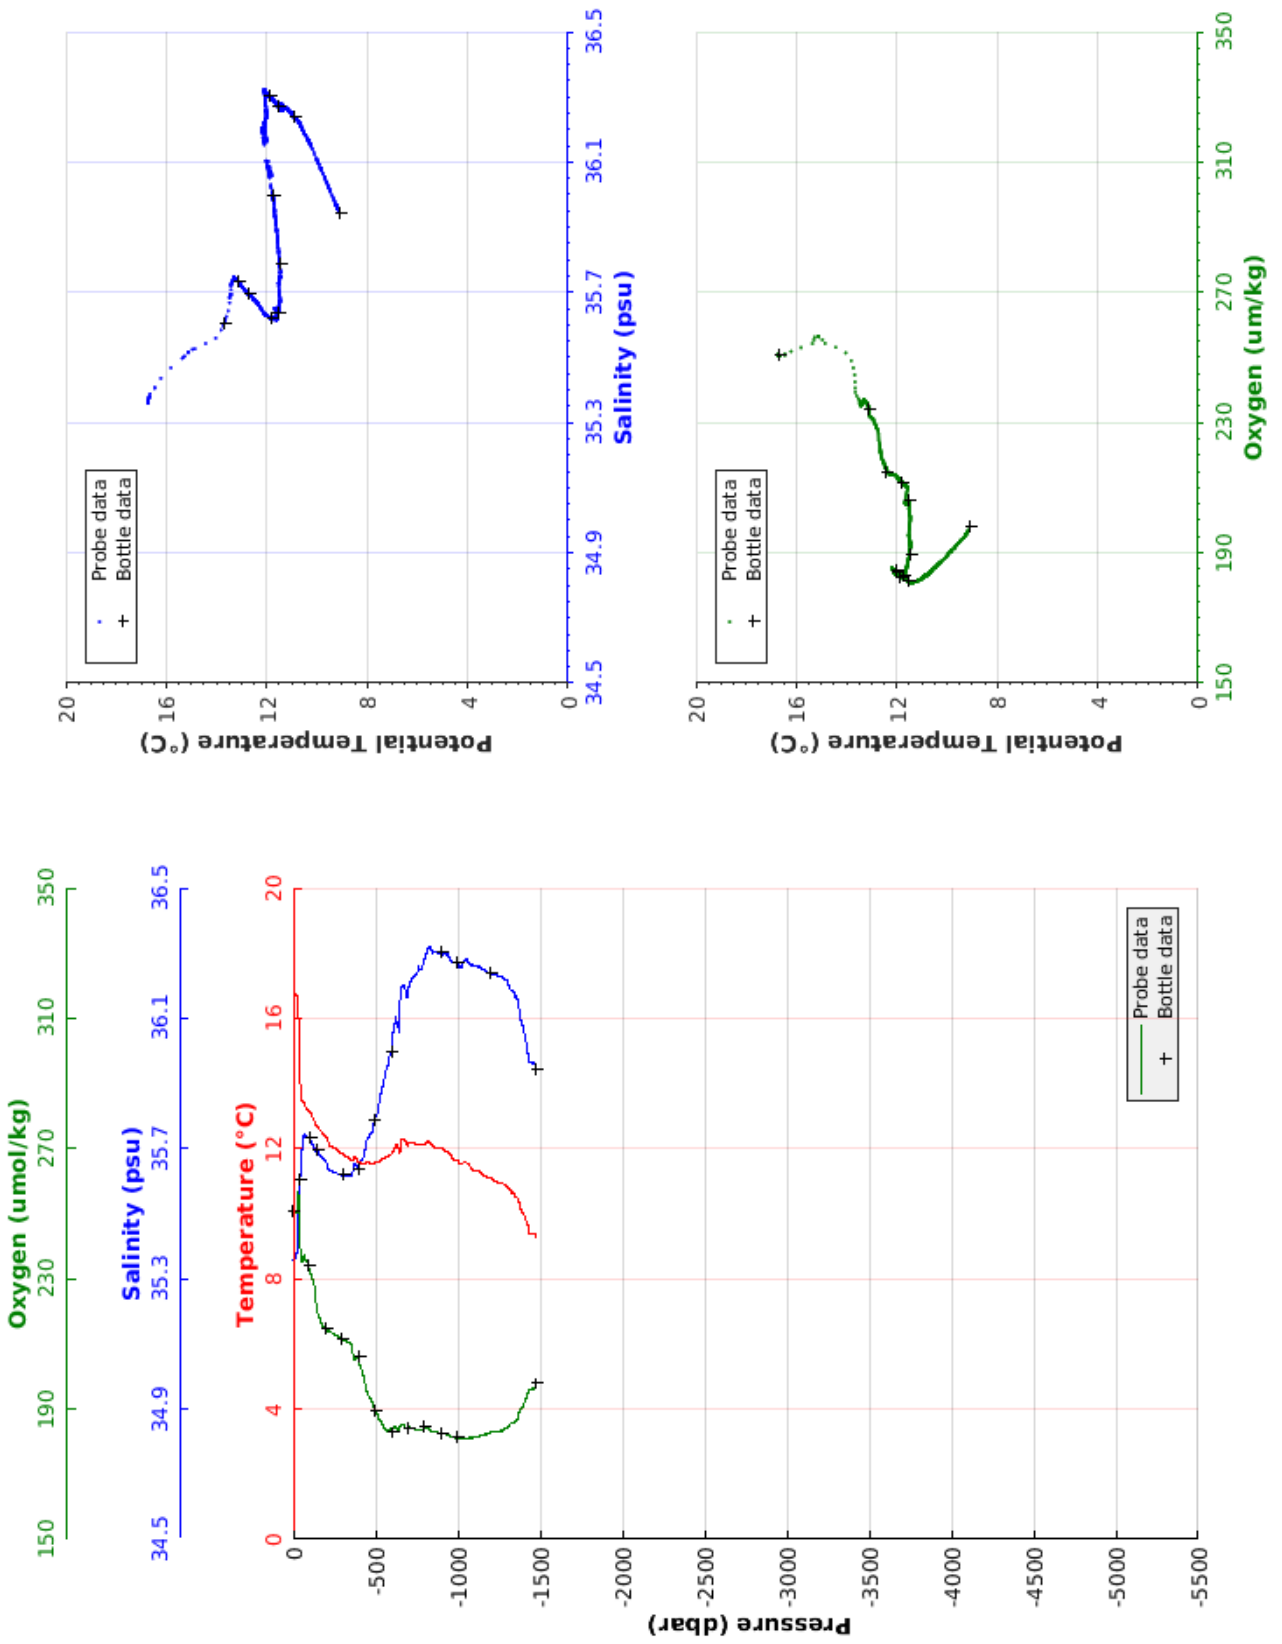 Oxygen (umol/kg)
150 190 230 270 310 350
Salinity (psu)
34.5 34.9 35.3 35.7 36.1 36.5
Temperature (°C)
0 4 8 12 16 20
Pressure (dbar)
0
-500
-1000
-1500
-2000
-2500
-3000
-3500
-4000
-4500
-5000
-5500
Probe data
Bottle data
Potential Temperature (°C)
20
16
12
8
4
0
Probe data
Bottle data
34.5 34.9 35.3 35.7 36.1 36.5
Salinity (psu)
Potential Temperature (°C)
20
16
12
8
4
0
Probe data
Bottle data
150 190 230 270 310 350
Oxygen (um/kg)